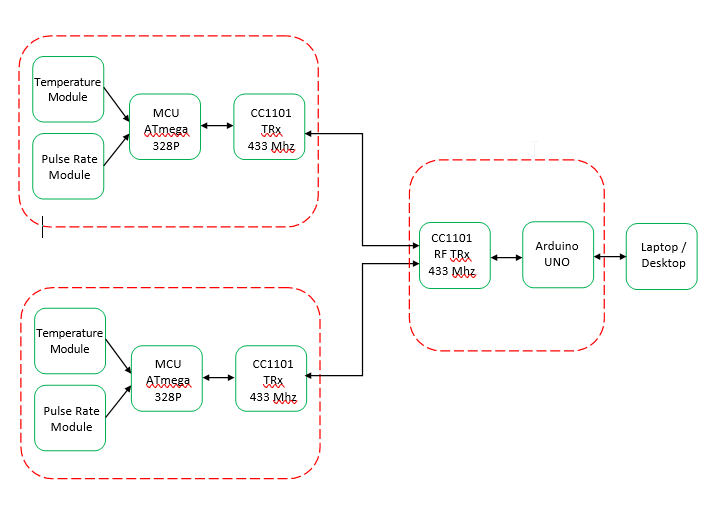 Temperature
Module
Pulse Rate
Module
MCU
ATmega
328P
CC1101
TRx
433 Mhz
CC1101
RF TRx
433 Mhz
Arduino
UNO
Laptop /
Desktop
Temperature
Module
Pulse Rate
Module
MCU
ATmega
328P
CC1101
TRx
433 Mhz